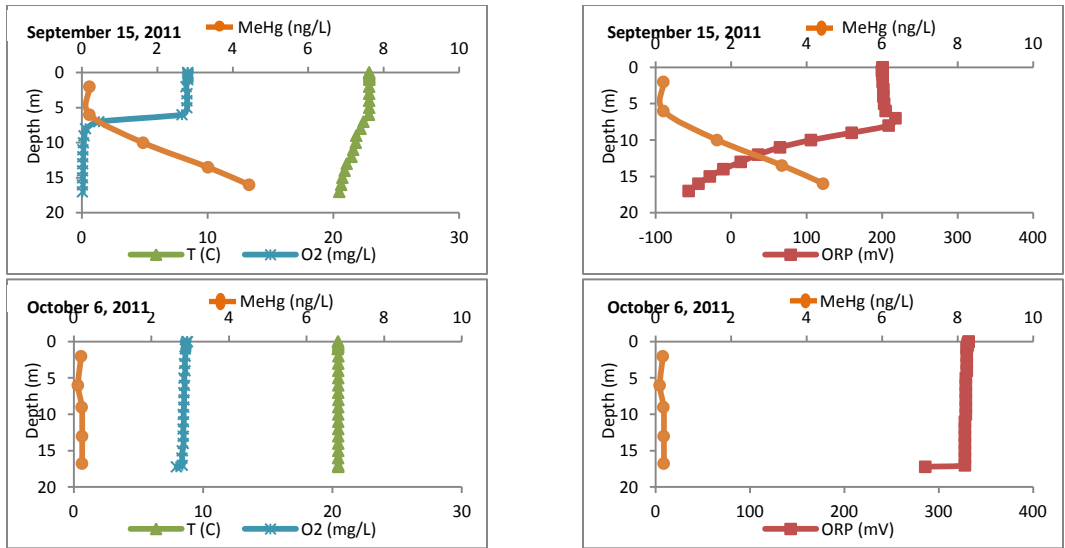 September 15, 2011 MeHg (ng/L)
0 2 4 6 8 10
Depth (m)
0
5
10
15
20
0 10 20 30
T (C) O2 (mg/L)
September 15, 2011 MeHg (ng/L)
0 2 4 6 8 10
Depth (m)
0
5
10
15
20
-100 0 100 200 300 400
ORP (mV)
October 6, 2011 MeHg (ng/L)
0 2 4 6 8 10
Depth (m)
0
5
10
15
20
0 10 20 30
T (C) O2 (mg/L)
October 6, 2011 MeHg (ng/L)
0 2 4 6 8 10
Depth (m)
0
5
10
15
20
0 100 200 300 400
ORP (mV)